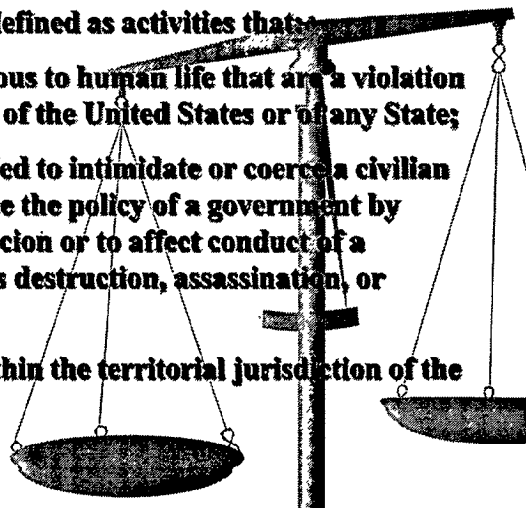 defined as activities that:
ous to human life that are a violation
of the United States or of any State;
ed to intimidate or coerce a civilian
e the policy of a government by
cion or to affect conduct of a
s destruction, assassination, or
hin the territorial jurisdiction of the